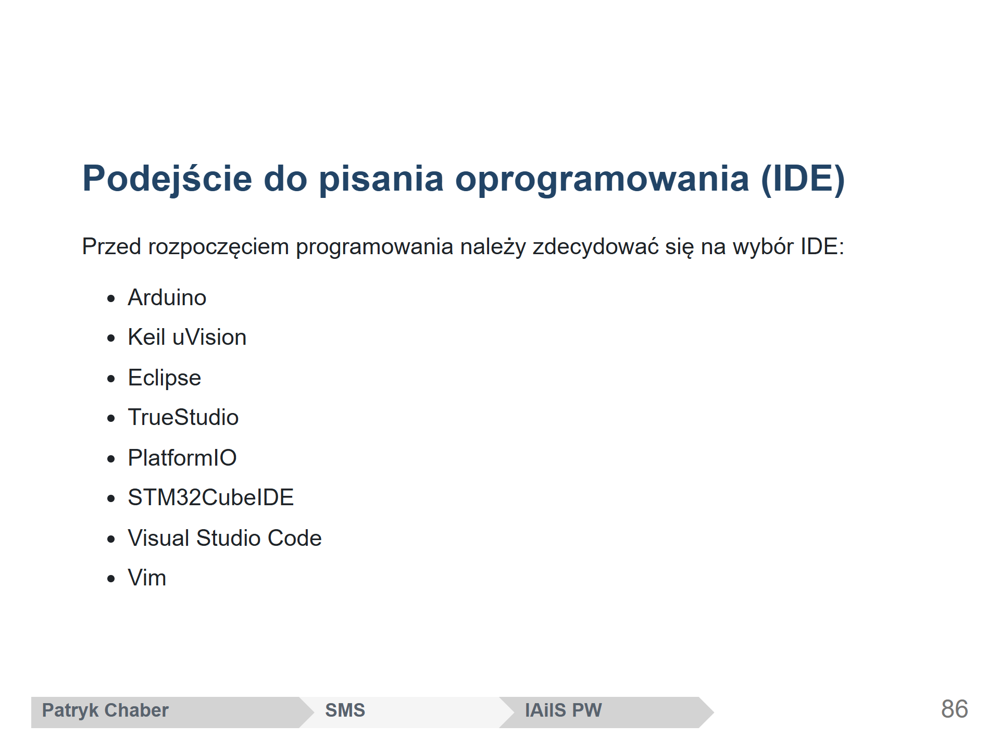 Podejście do pisania oprogramowania (IDE)
Przed rozpoczęciem programowania należy zdecydować się na wybór IDE:
• Arduino
• Keil uVision
• Eclipse
• TrueStudio
• PlatformIO
• STM32CubeIDE
• Visual Studio Code
• Vim
Patryk Chaber SMS IAiIS PW 86